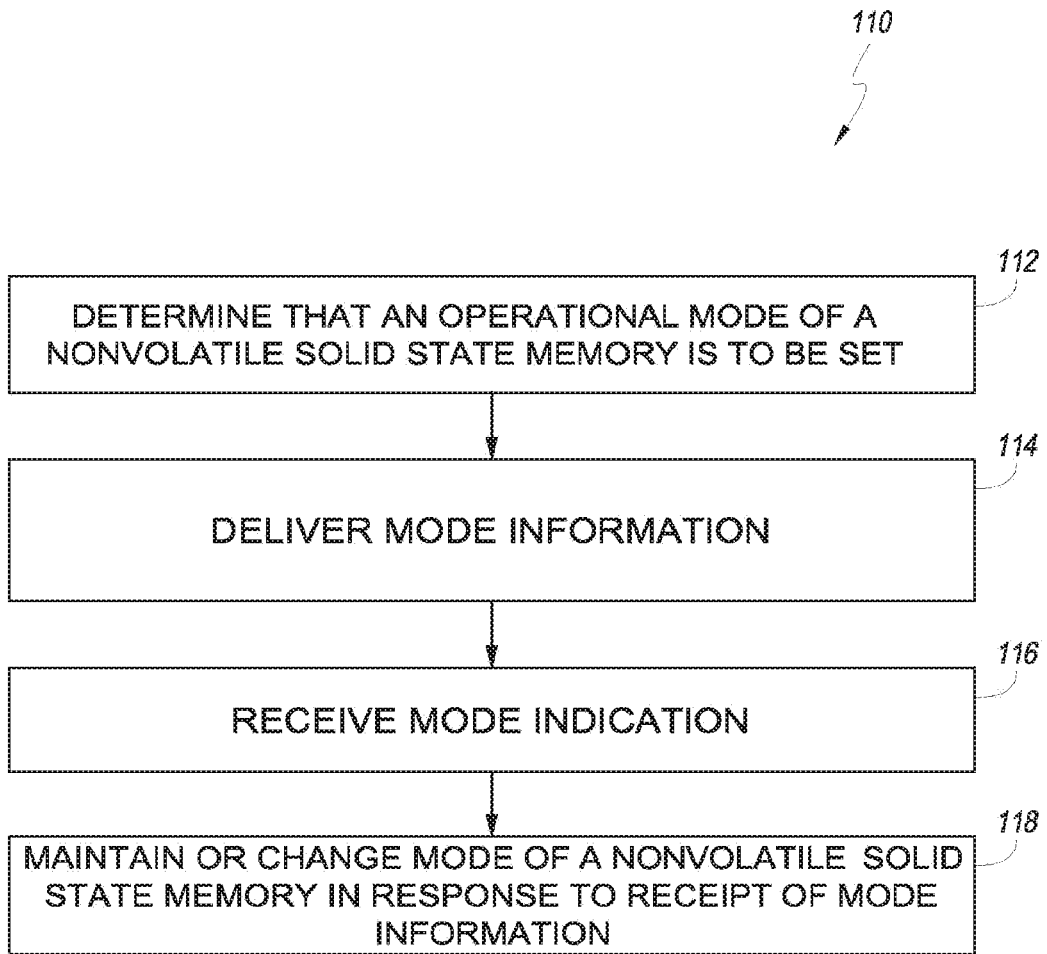 110
112
DETERMINE THAT AN OPERATIONAL MODE OF A
NONVOLATILE SOLID STATE MEMORY IS TO BE SET
114
DELIVER MODE INFORMATION
116
RECEIVE MODE INDICATION
118
MAINTAIN OR CHANGE MODE OF A NONVOLATILE SOLID
STATE MEMORY IN RESPONSE TO RECEIPT OF MODE
INFORMATION